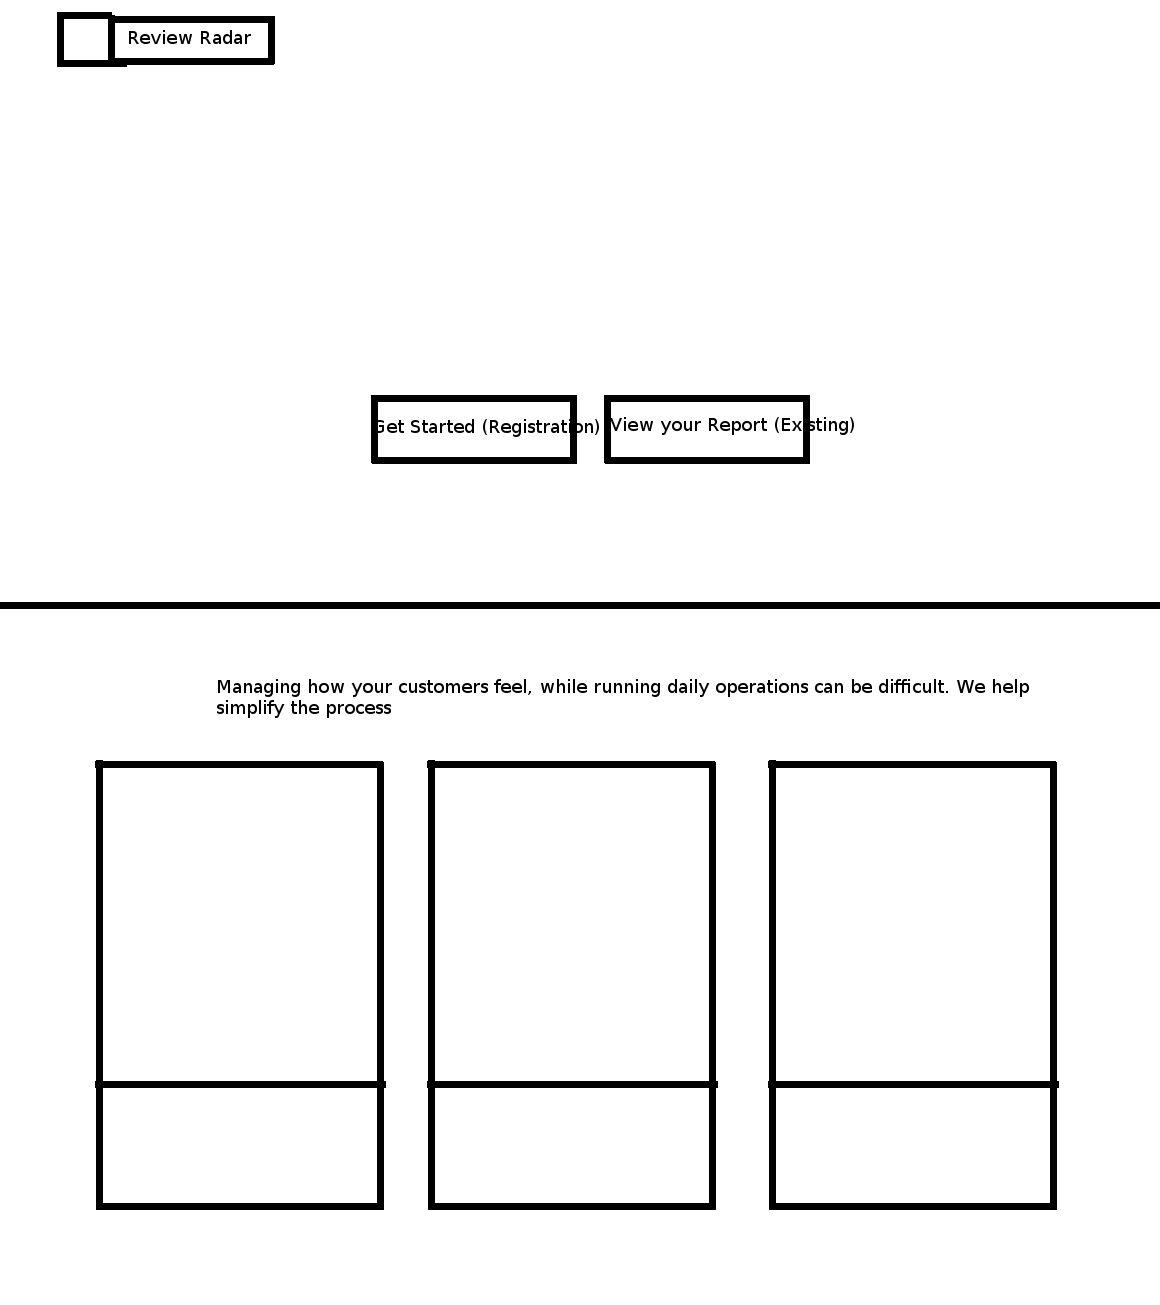 Review Radar
Get Started (Registration)
View your Report (Existing)
Managing how your customers feel, while running daily operations can be difficult. We help
simplify the process